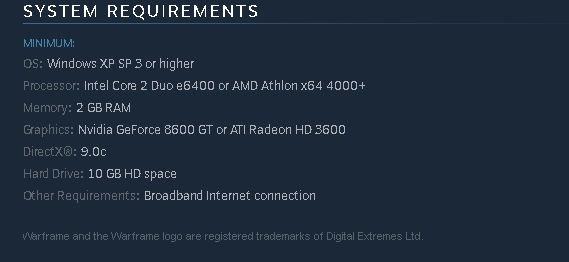 SYSTEM REQUIREMENTS
MINIMUM:
OS: Windows XP SP 3 or higher
Processor: Intel Core 2 Duo e6400 or AMD Athlon x64 4000+
Memory: 2 GB RAM
Graphics: Nvidia GeForce 8600 GT or ATI Radeon HD 3600
DirectX®: 9.0c
Hard Drive: 10 GB HD space
Other Requirements: Broadband Internet connection
Warframe and the Warframe logo are registered trademarks of Digital Extremes Ltd.